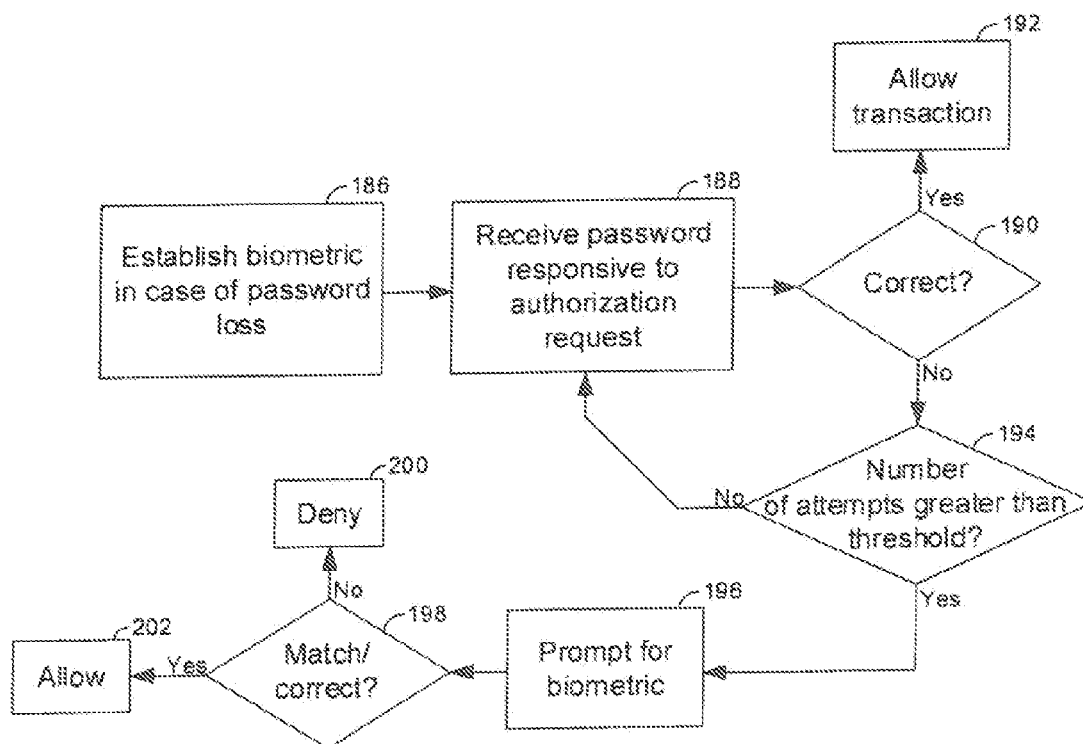 186
Establish biometric
in case of password
loss
188
Receive password
responsive to
authorization
request
190
Correct?
Yes
192
Allow
transaction
No
194
Number
of attempts greater than
threshold?
No
Yes
196
Prompt for
biometric
198
Match/
correct?
No
200
Deny
Yes
202
Allow